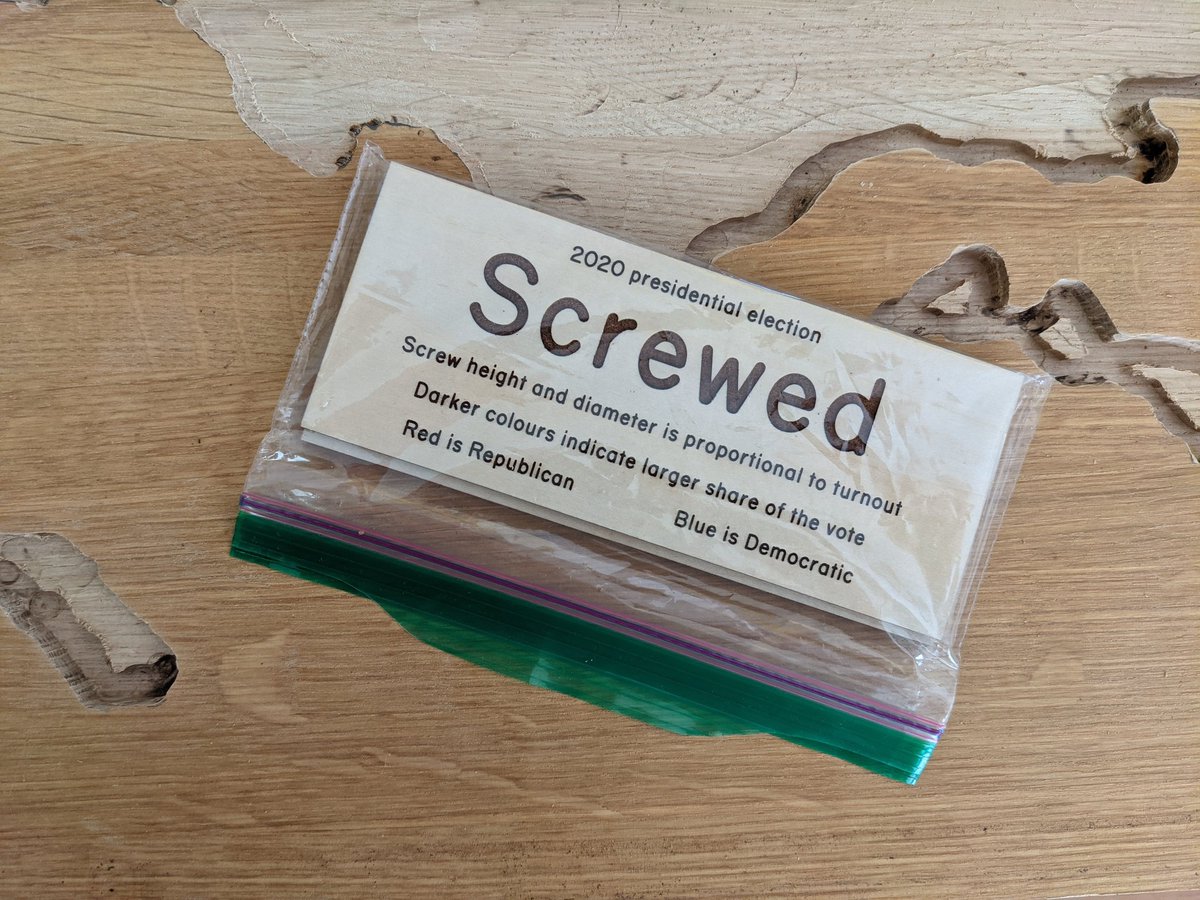 2020 presidential election
Screwed
Screw height and diameter is proportional to turnout
Darker colours indicate larger share of the vote
Red is Republican
Blue is Democratic